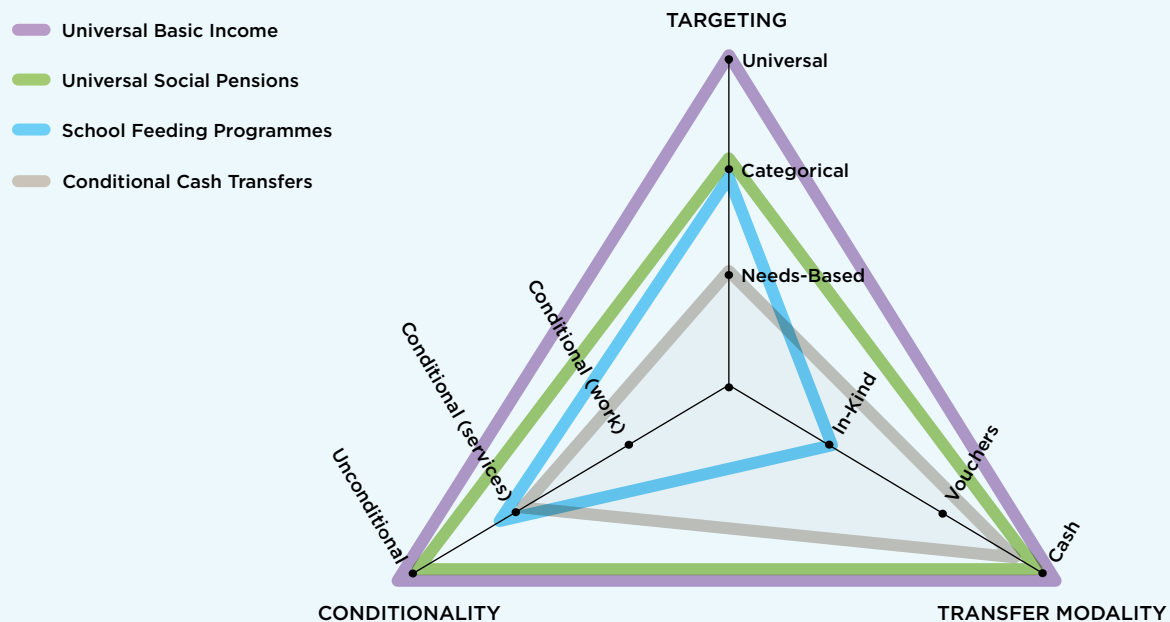 TARGETING
Universal Basic Income
Universal Social Pensions
School Feeding Programmes
Conditional Cash Transfers
Universal
Categorical
Needs-Based
Conditional (work)
Conditional (services)
Unconditional
In-Kind
Vouchers
Cash
CONDITIONALITY
TRANSFER MODALITY